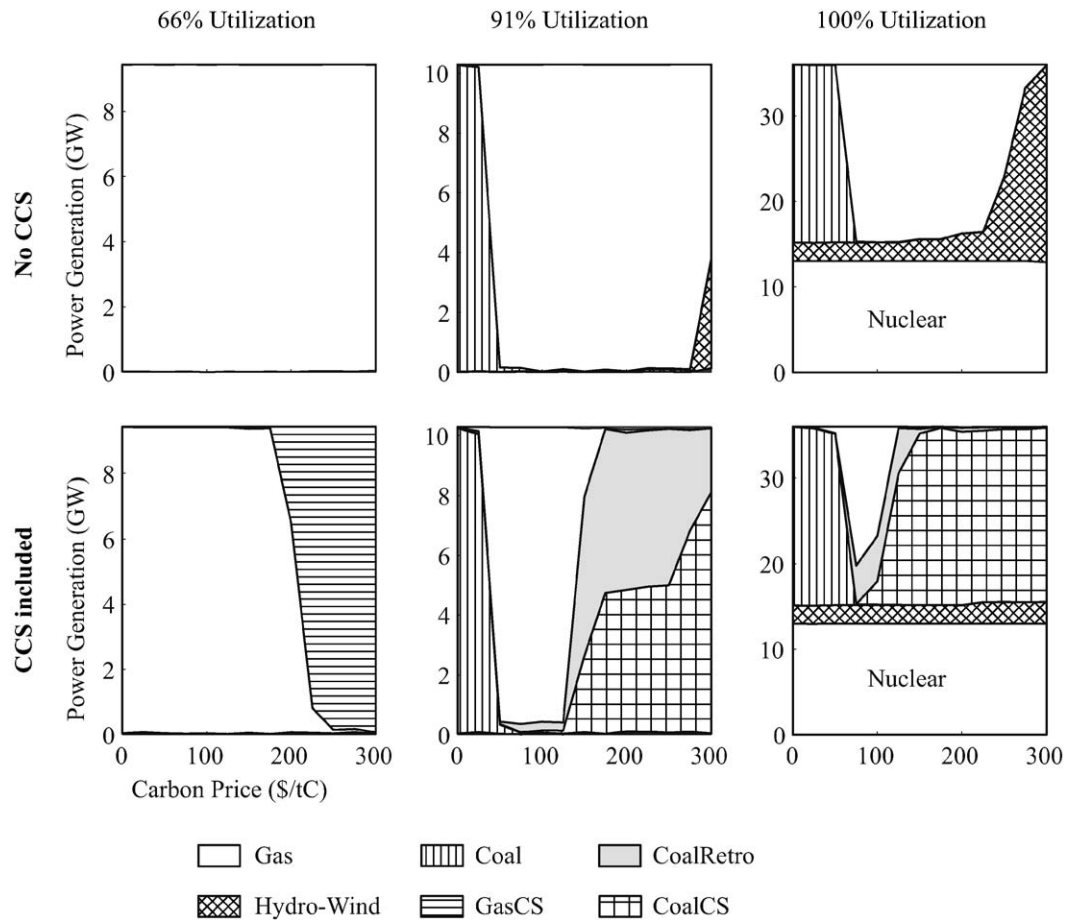 66% Utilization 91% Utilization 100% Utilization
No CCS
Power Generation (GW)
8
6
4
2
0
10
8
6
4
2
0
30
20
10
0
Nuclear
CCS included
Power Generation (GW)
8
6
4
2
0
10
8
6
4
2
0
30
20
10
0
Nuclear
0 100 200 300 0 100 200 300 0 100 200 300
Carbon Price ($/tC)
Gas Coal CoalRetro
Hydro-Wind GasCS CoalCS